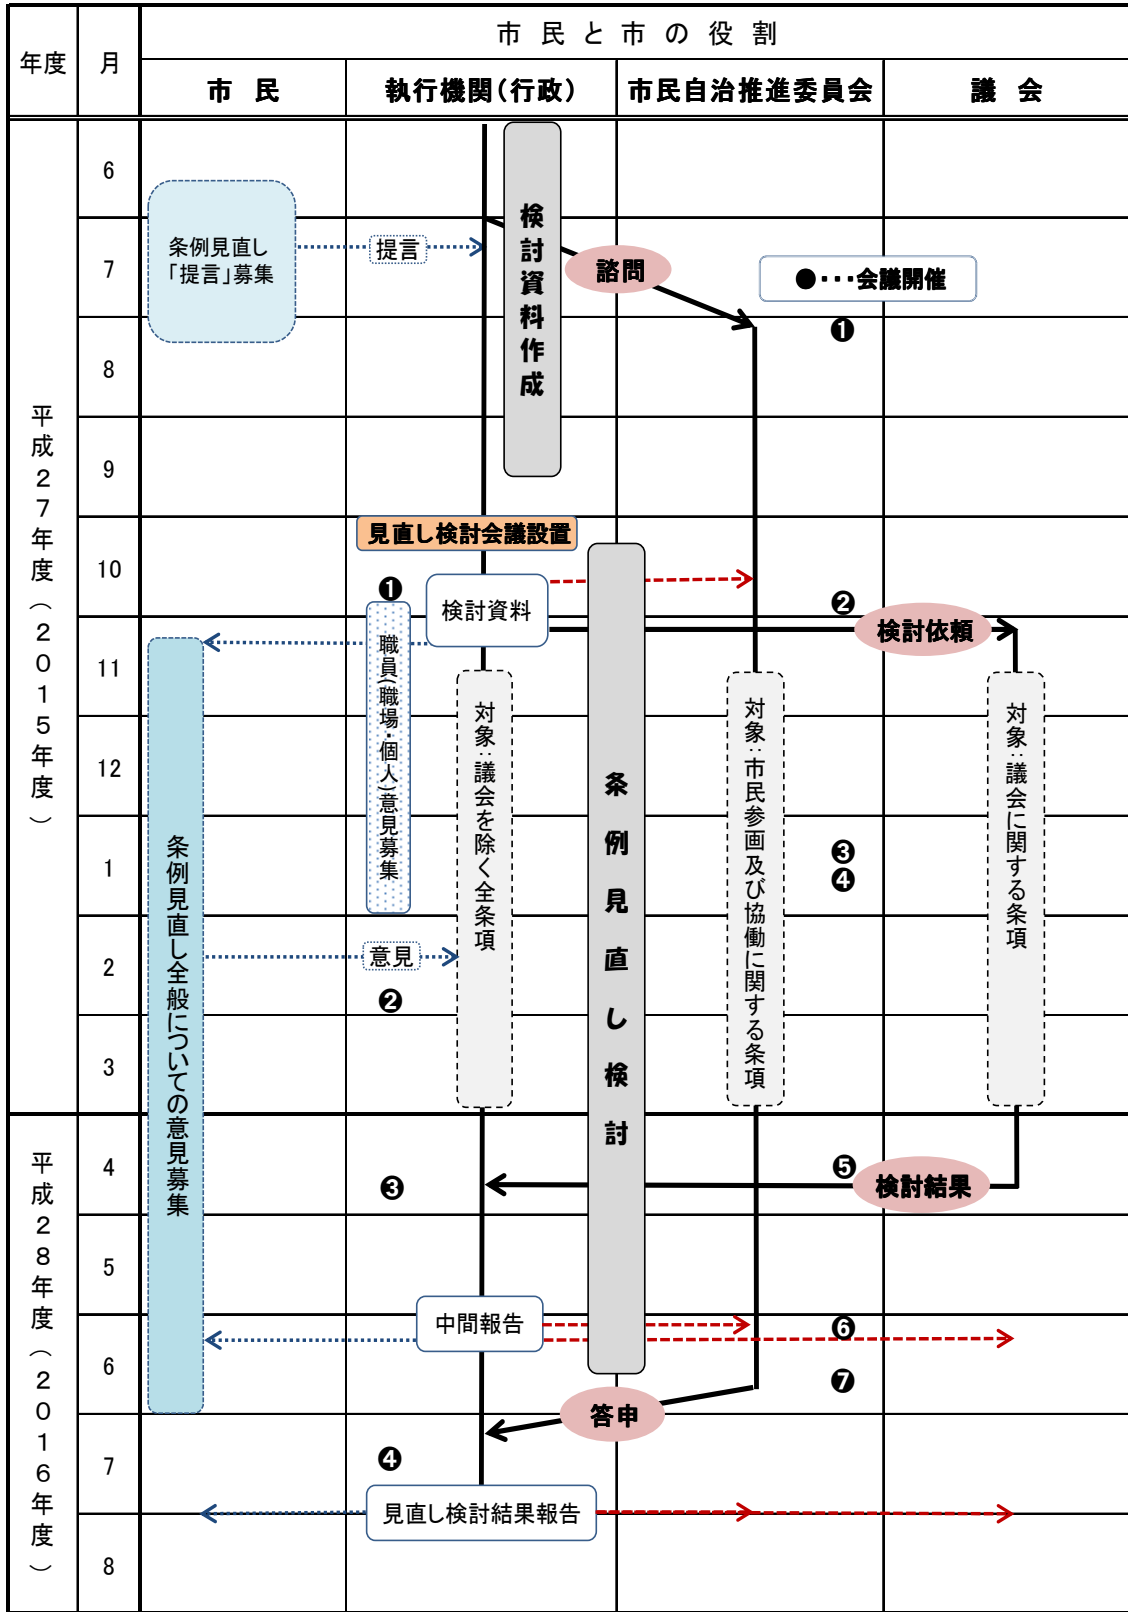 年度
月
市民と市の役割
市民
執行機関（行政）
市民自治推進委員会
議会
平成２７年度（２０１５年度）
6
7
8
9
10
11
12
1
2
3
平成２８年度（２０１６年度）
4
5
6
7
8
条例見直し
「提言」募集
提言
検討資料作成
諮問
●･･･会議開催
❶
見直し検討会議設置
❶
検討資料
❷
検討依頼
職員(職場・個人)意見募集
対象：議会を除く全条項
条例見直し検討
対象：市民参画及び協働に関する条項
対象：議会に関する条項
条例見直し全般についての意見募集
❸
❹
意見
❷
❸
❺
検討結果
中間報告
❻
❼
答申
❹
見直し検討結果報告